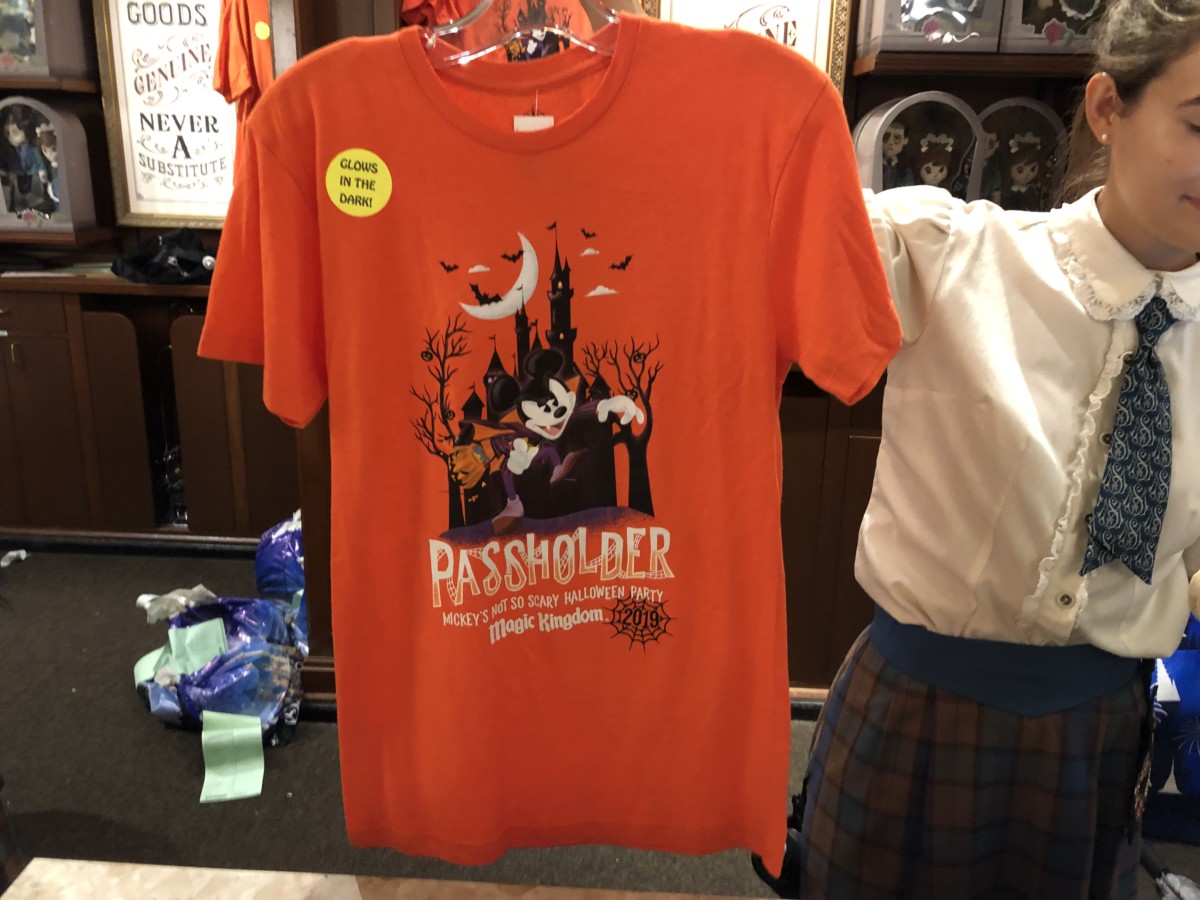 GOODS
GENUINE
NEVER
A
SUBSTITUTE
GLOWS
IN THE
DARK!
PASSHOLDER
MICKEY'S NOT SO SCARY HALLOWEEN PARTY
Magic Kingdom
2019